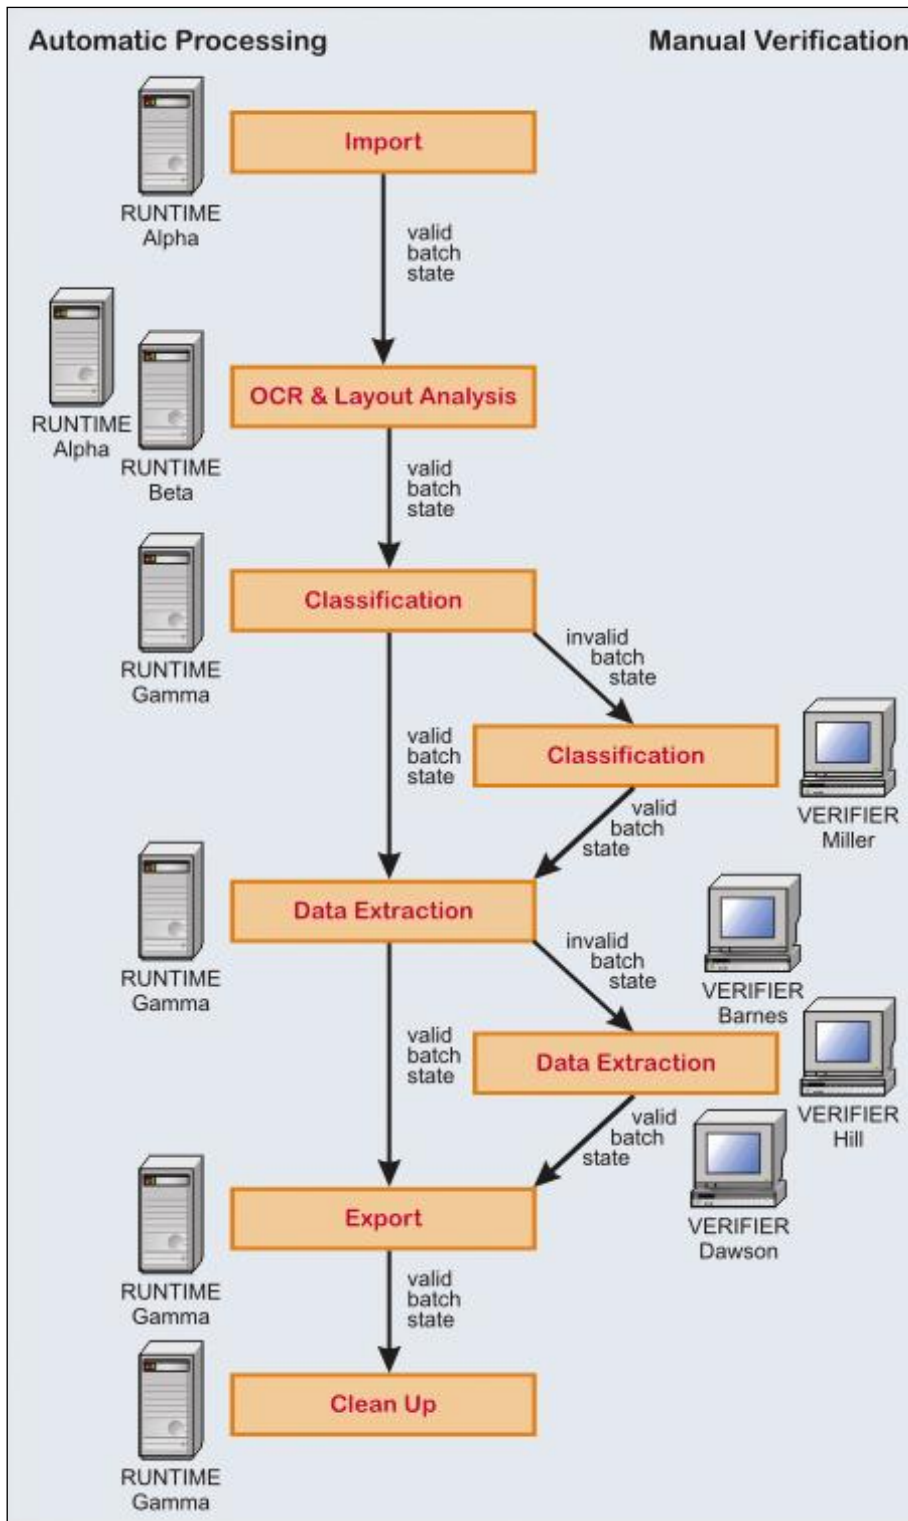 Automatic Processing
Manual Verification
Import
RUNTIME
Alpha
valid
batch
state
OCR & Layout Analysis
RUNTIME
Alpha
RUNTIME
Beta
valid
batch
state
Classification
RUNTIME
Gamma
invalid
batch
state
valid
batch
state
Classification
VERIFIER
Miller
valid
batch
state
Data Extraction
RUNTIME
Gamma
invalid
batch
state
VERIFIER
Barnes
valid
batch
state
Data Extraction
VERIFIER
Hill
valid
batch
state
VERIFIER
Dawson
Export
RUNTIME
Gamma
valid
batch
state
Clean Up
RUNTIME
Gamma